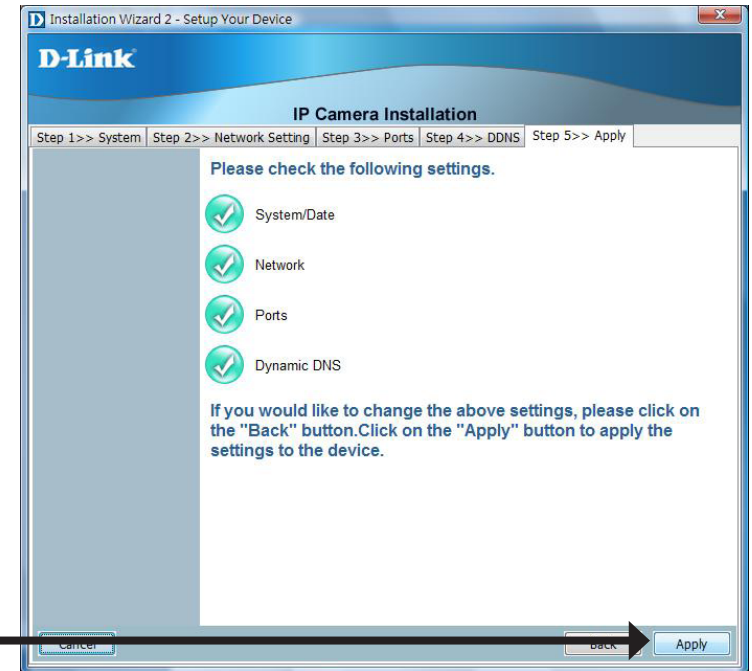 Installation Wizard 2 - Setup Your Device
D-Link
IP Camera Installation
Step 1>> System Step 2>> Network Setting Step 3>> Ports Step 4>> DDNS Step 5>> Apply
Please check the following settings.
System/Date
Network
Ports
Dynamic DNS
If you would like to change the above settings, please click on
the "Back" button.Click on the "Apply" button to apply the
settings to the device.
Cancel Back Apply